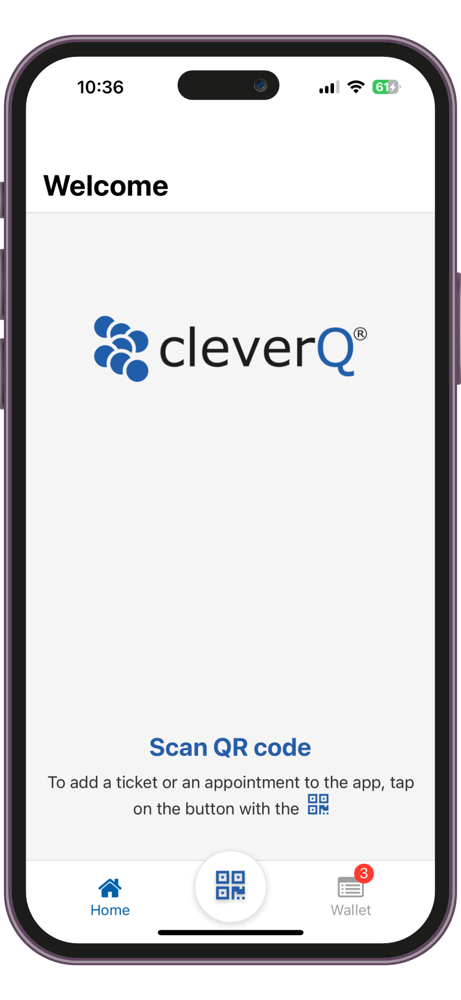 10:36
61
Welcome
cleverQ®
Scan QR code
To add a ticket or an appointment to the app, tap
on the button with the
3
Home
Wallet